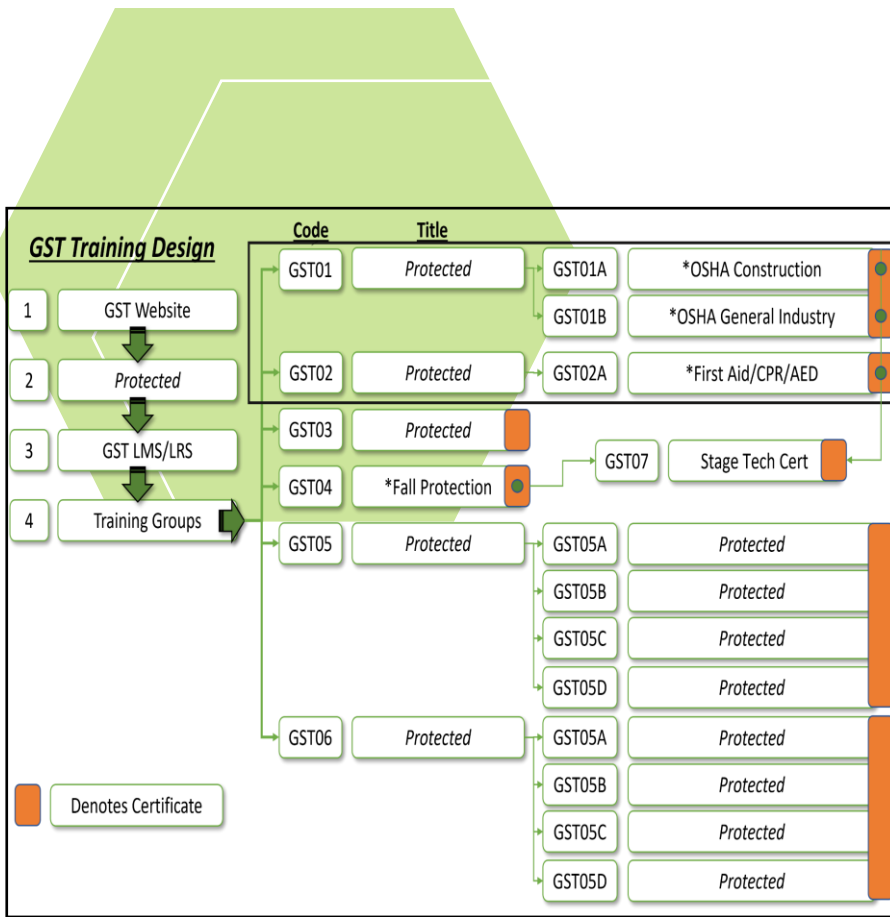 GST Training Design
Code Title
1 GST Website
2 Protected
3 GST LMS/LRS
4 Training Groups
GST01 Protected
GST01A *OSHA Construction
GST01B *OSHA General Industry
GST02 Protected GST02A *First Aid/CPR/AED
GST03 Protected
GST04 *Fall Protection
GST07 Stage Tech Cert
GST05 Protected
GST05A Protected
GST05B Protected
GST05C Protected
GST05D Protected
GST06 Protected
GST05A Protected
GST05B Protected
GST05C Protected
GST05D Protected
Denotes Certificate